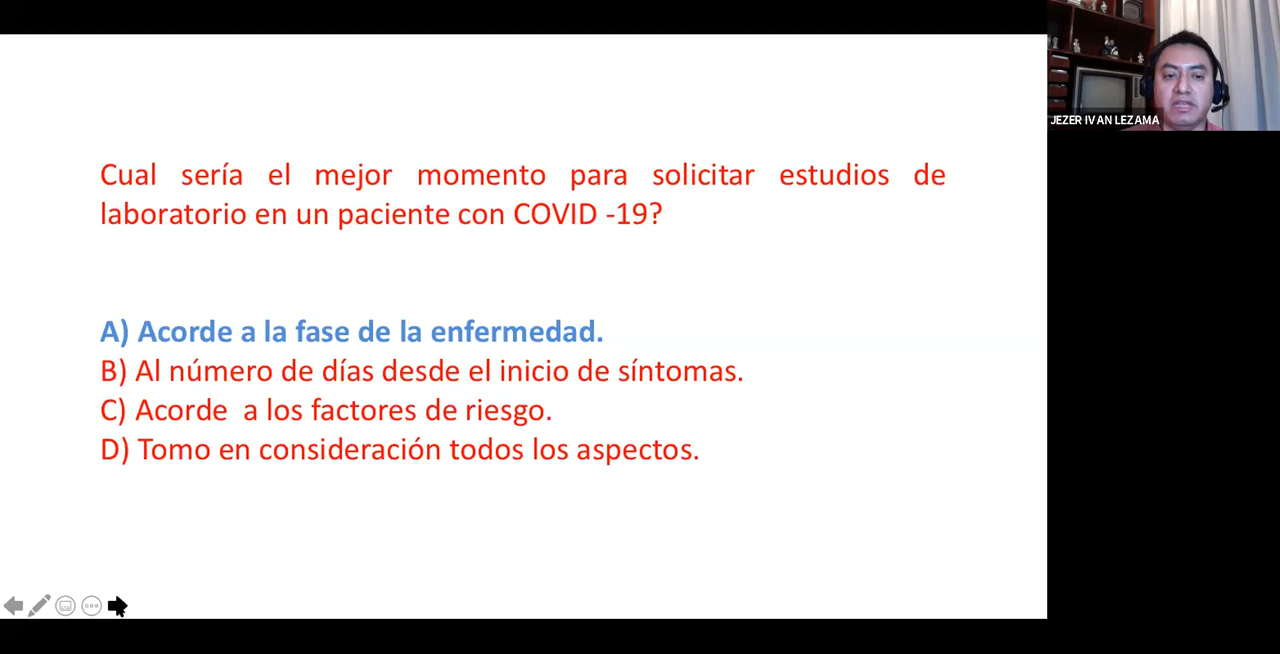 Cual sería el mejor momento para solicitar estudios de
laboratorio en un paciente con COVID -19?
A) Acorde a la fase de la enfermedad.
B) Al número de días desde el inicio de síntomas.
C) Acorde  a los factores de riesgo.
D) Tomo en consideración todos los aspectos.
JEZER IVAN LEZAMA